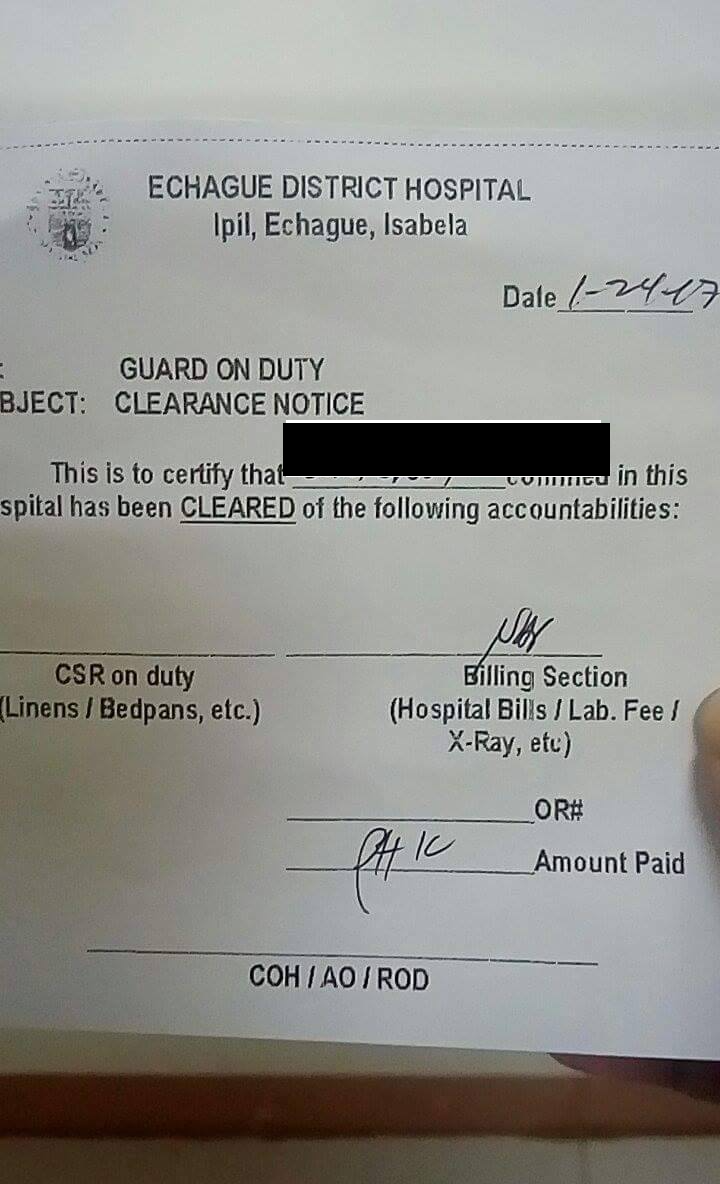 ECHAGUE DISTRICT HOSPITAL
Ipil, Echague, Isabela
Date 1-24-17
: GUARD ON DUTY
BJECT: CLEARANCE NOTICE
This is to certify that confined in this
spital has been CLEARED of the following accountabilities:
CSR on duty
(Linens / Bedpans, etc.)
Billing Section
(Hospital Bills / Lab. Fee /
X-Ray, etc)
OR#
PHIC Amount Paid
COH / AO / ROD